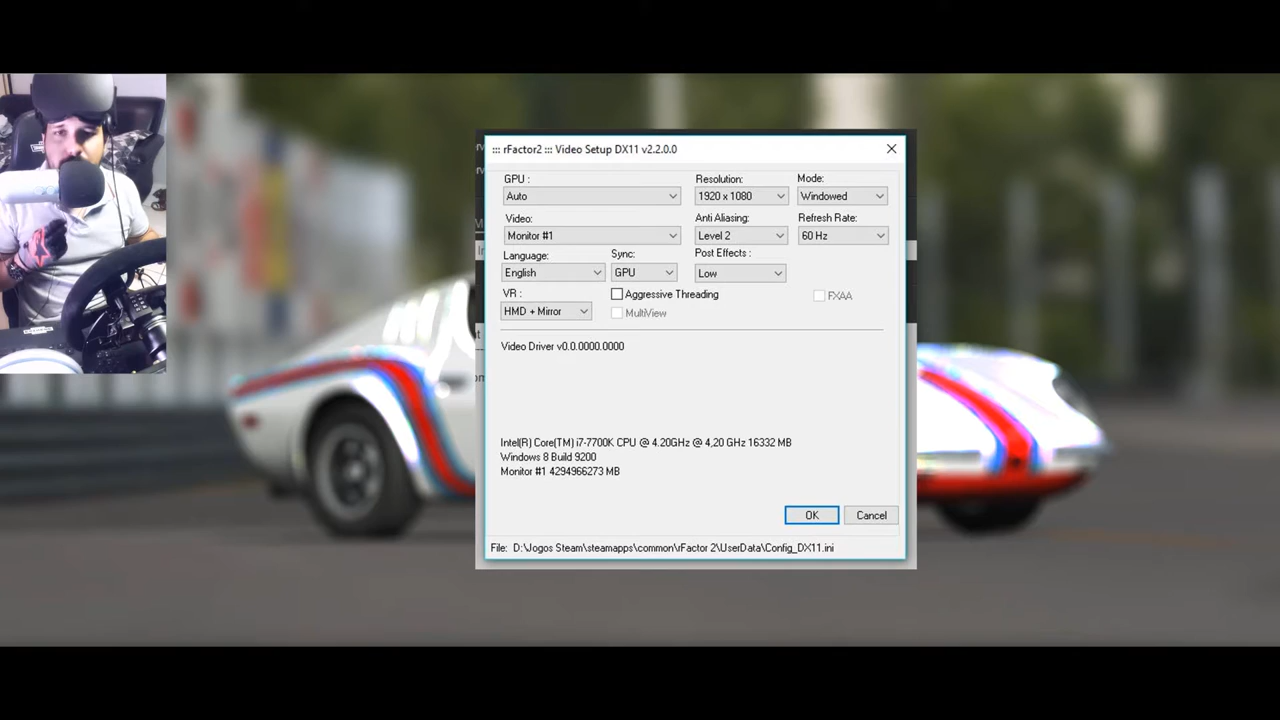 ::: rFactor2 ::: Video Setup DX11 v2.2.0.0
GPU :
Resolution:
Mode:
Auto
1920 x 1080
Windowed
Video:
Anti Aliasing:
Refresh Rate:
Monitor #1
Level 2
60 Hz
Language:
Sync:
Post Effects :
English
GPU
Low
VR :
Aggressive Threading
FXAA
HMD + Mirror
MultiView
Video Driver v0.0.0000.0000
Intel(R) Core(TM) i7-7700K CPU @ 4.20GHz @ 4,20 GHz 16332 MB
Windows 8 Build 9200
Monitor #1 4294966273 MB
OK
Cancel
File: D:\Jogos Steam\steamapps\common\rFactor 2\UserData\Config_DX11.ini